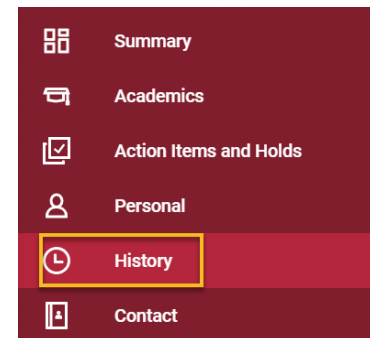 Summary
Academics
Action Items and Holds
Personal
History
Contact